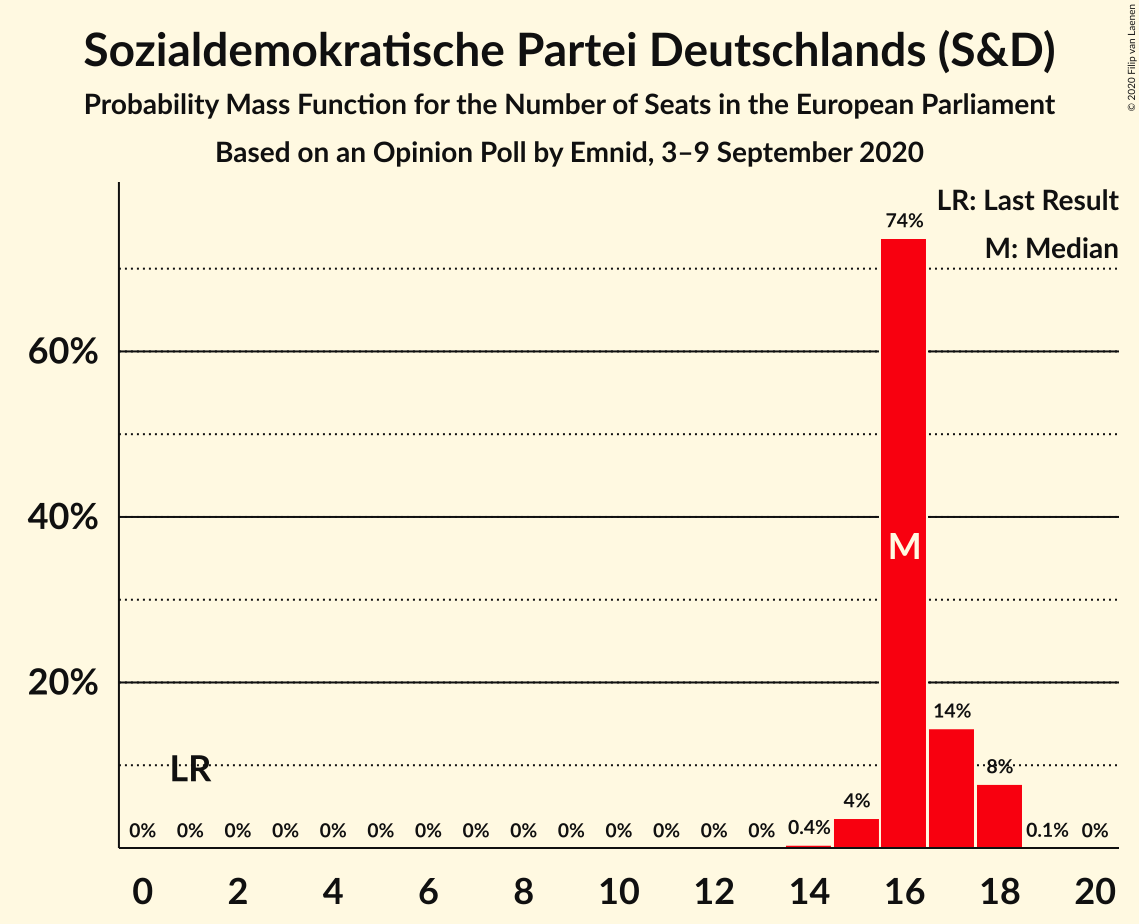 Sozialdemokratische Partei Deutschlands (S&D)
Probability Mass Function for the Number of Seats in the European Parliament
Based on an Opinion Poll by Emnid, 3–9 September 2020
© 2020 Filip van Laenen
LR: Last Result
M: Median
74%
60%
40%
M
20%
14%
LR
8%
4%
0% 0% 0% 0% 0% 0% 0% 0% 0% 0% 0% 0% 0% 0% 0.4% 0.1% 0%
0 2 4 6 8 10 12 14 16 18 20